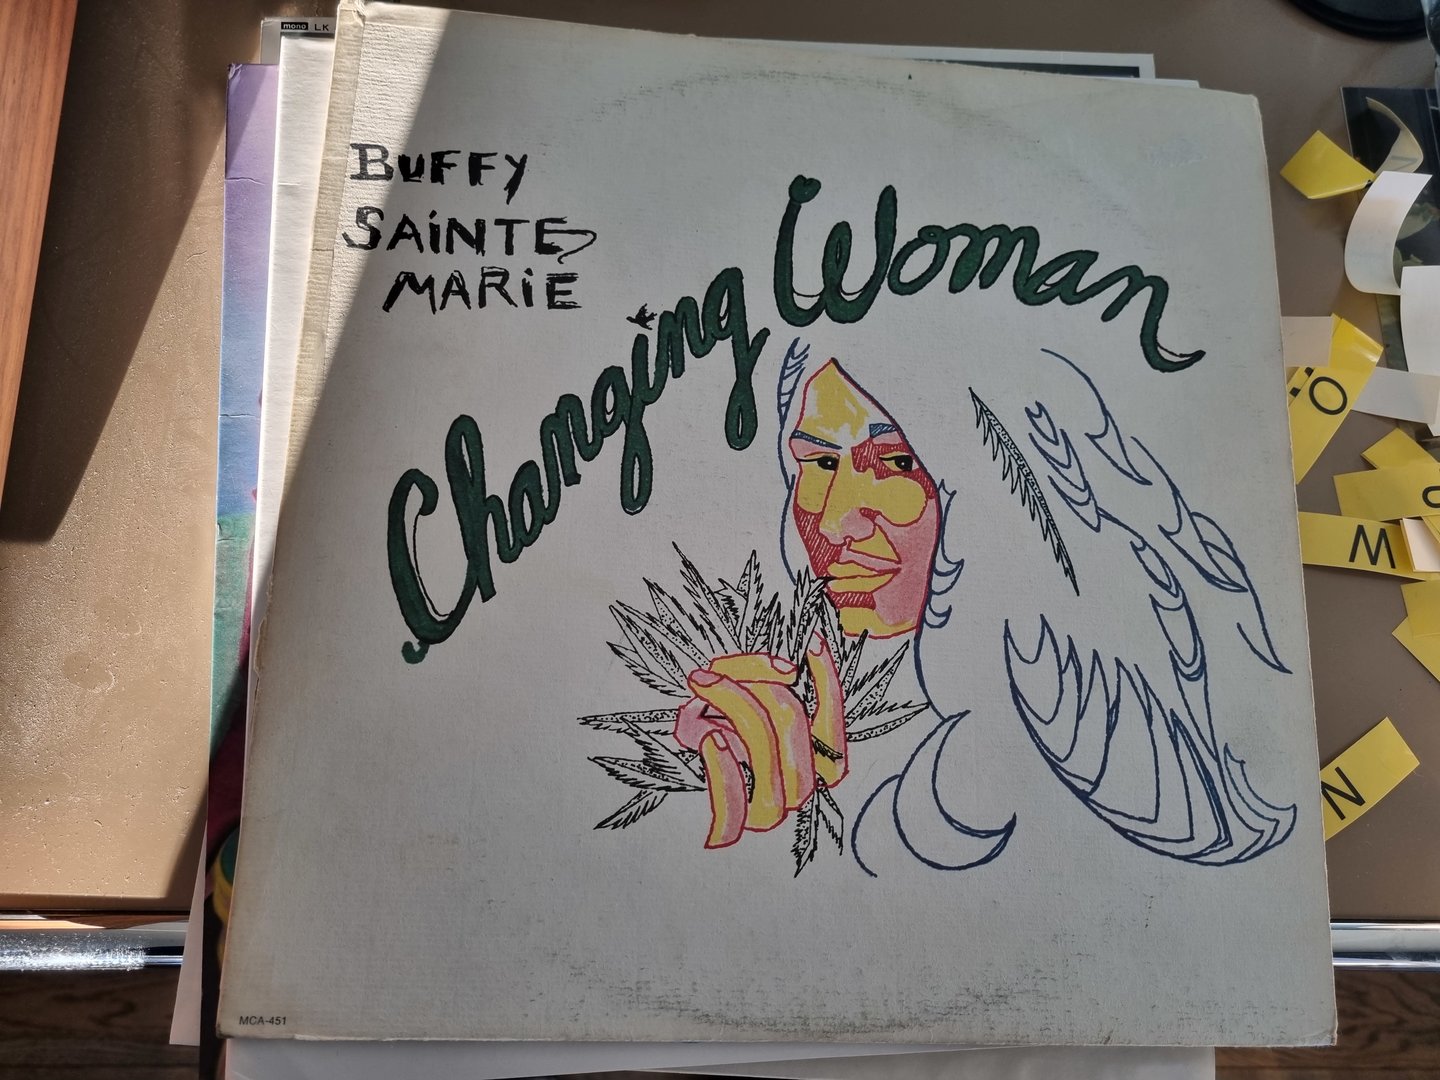 mono LK
BUFFY
SAiNTE
MARiE
Changing Woman
O
M
N
MCA-451